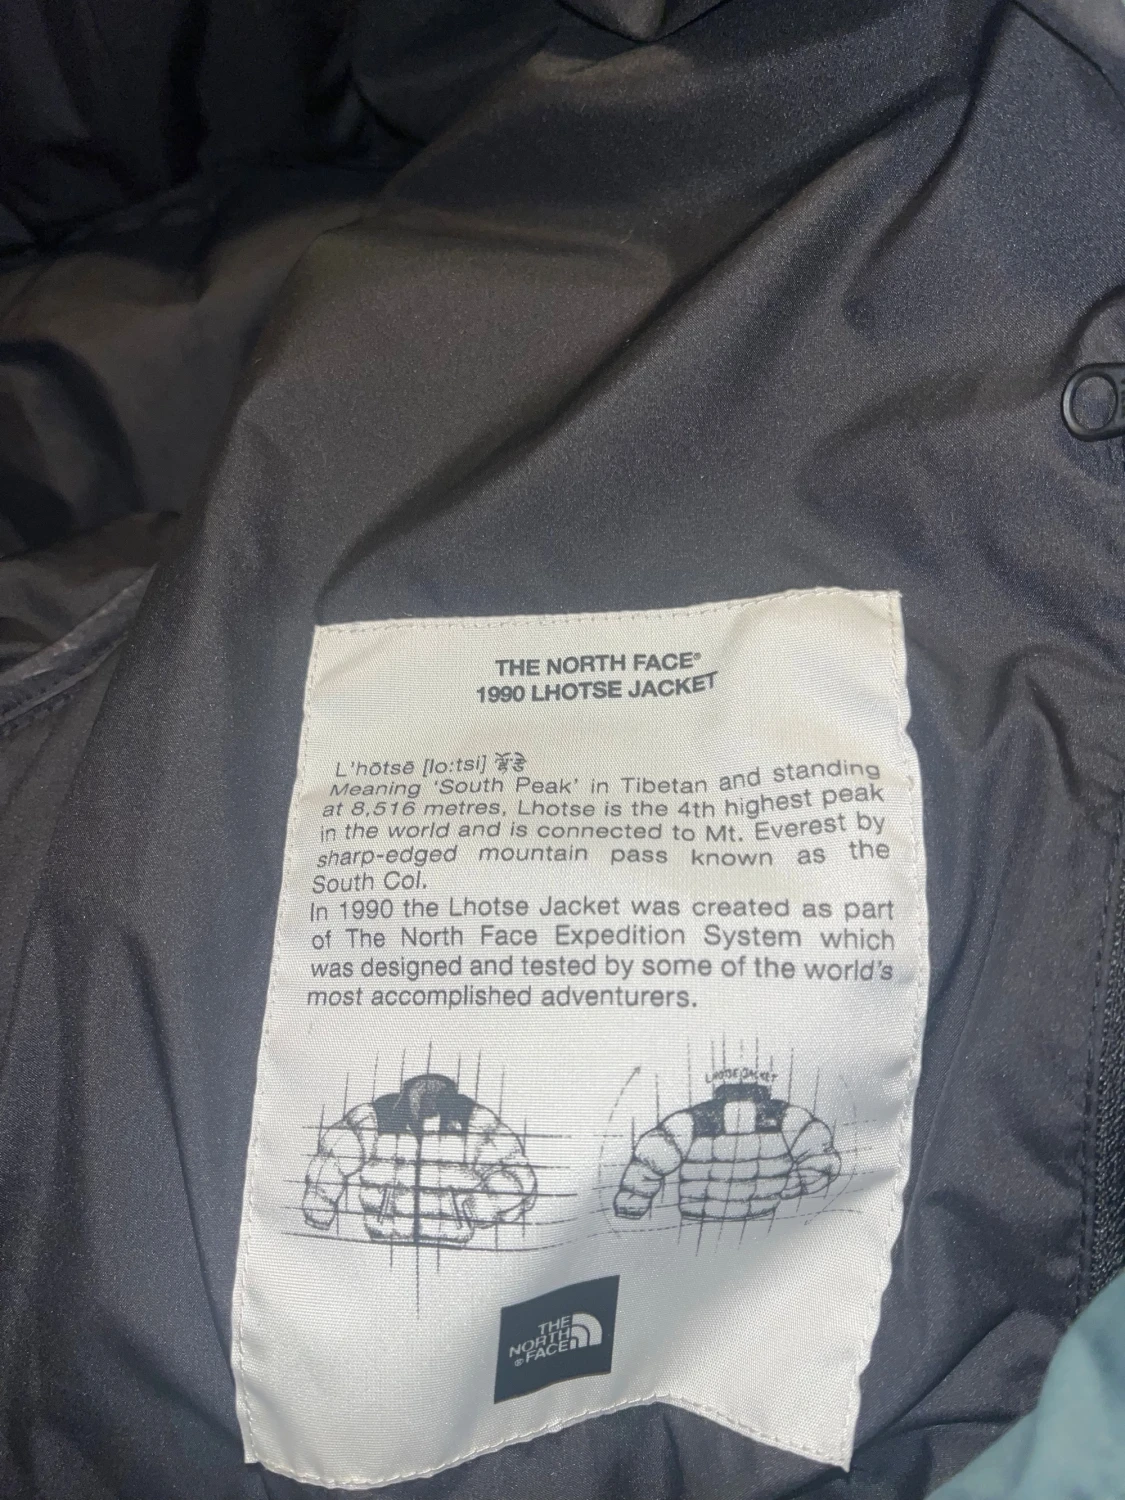 THE NORTH FACE®
1990 LHOTSE JACKET
L'hōtsē [lo:tsi]
Meaning 'South Peak' in Tibetan and standing
at 8,516 metres, Lhotse is the 4th highest peak
in the world and is connected to Mt. Everest by
sharp-edged mountain pass known as the
South Col.
In 1990 the Lhotse Jacket was created as part
of The North Face Expedition System which
was designed and tested by some of the world's
most accomplished adventurers.
LHOTSE JACKET
THE
NORTH
®FACE